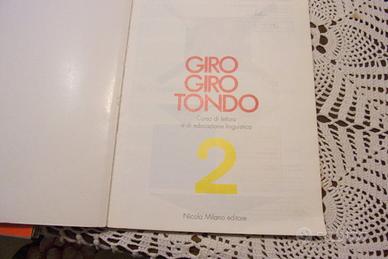 GIRO
GIRO
TONDO
Corso di lettura
e di educazione linguistica
2
Nicola Milano editore